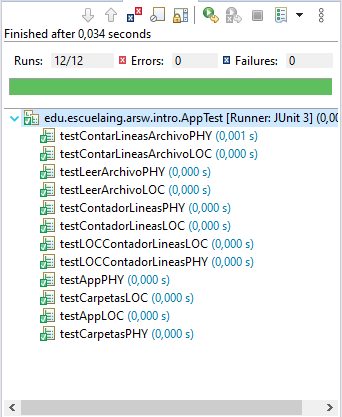 Finished after 0,034 seconds
Runs: 12/12 Errors: 0 Failures: 0
edu.escuelaing.arsw.intro.AppTest [Runner: JUnit 3] (0,00
testContarLineasArchivoPHY (0,001 s)
testContarLineasArchivoLOC (0,000 s)
testLeerArchivoPHY (0,000 s)
testLeerArchivoLOC (0,000 s)
testContadorLineasPHY (0,000 s)
testContadorLineasLOC (0,000 s)
testLOCContadorLineasLOC (0,000 s)
testLOCContadorLineasPHY (0,000 s)
testAppPHY (0,000 s)
testCarpetasLOC (0,000 s)
testAppLOC (0,000 s)
testCarpetasPHY (0,000 s)